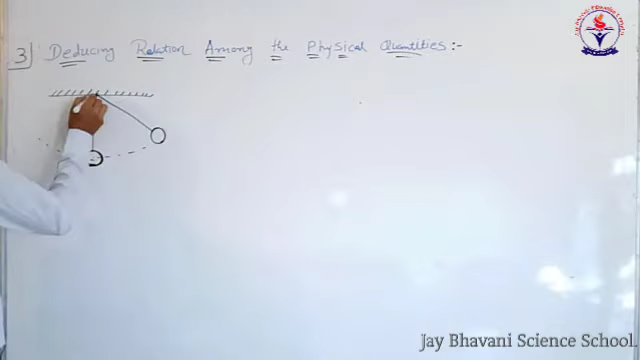 3] Deducing Relation Among the Physical Quantities :-
Jay Bhavani Science School.